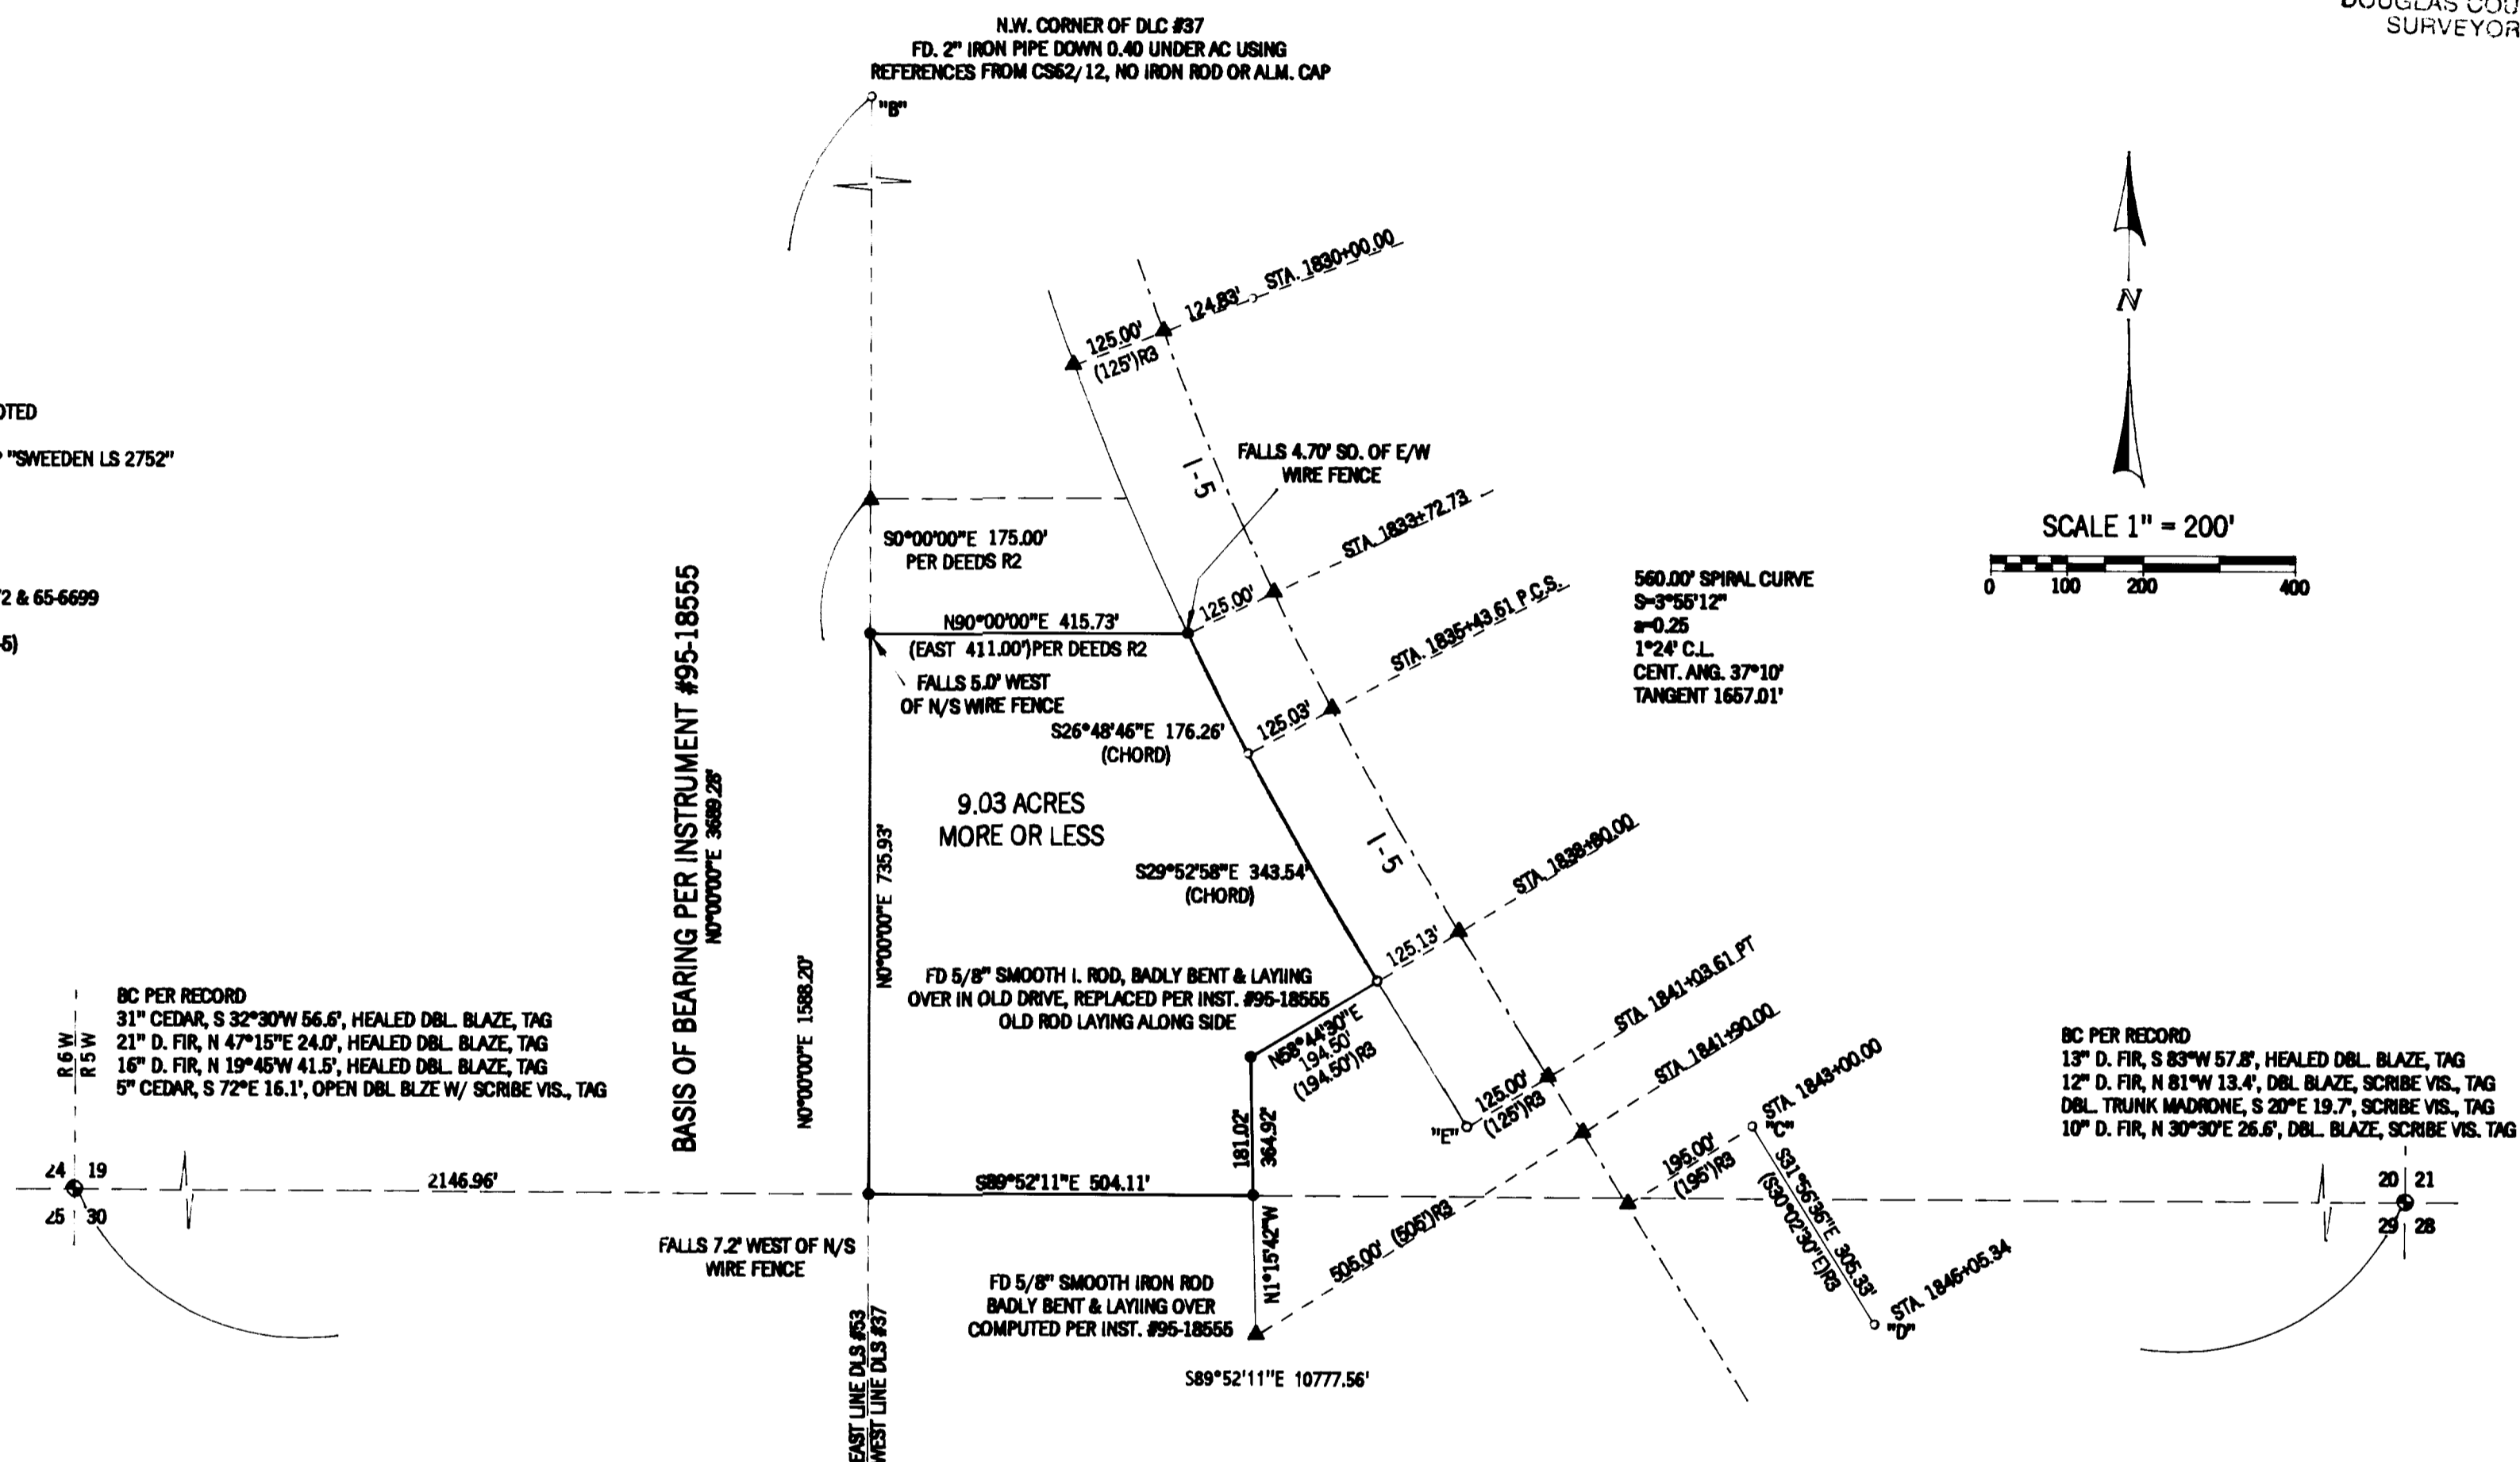 DOUGLAS COU
SURVEYOR
N.W. CORNER OF DLC #37
FD. 2" IRON PIPE DOWN 0.40 UNDER AC USING
REFERENCES FROM CS62/12, NO IRON ROD OR ALM. CAP
"B"
OTED
"SWEEDEN LS 2752"
/2 & 65-6699
-5)
STA. 1830+00.00
124.83'
125.00'
(125')R3
I-5
FALLS 4.70' SO. OF E/W
WIRE FENCE
STA. 1833+72.73
125.00'
STA. 1835+43.61 P.C.S.
125.03'
N
SCALE 1" = 200'
0 100 200 400
560.00' SPIRAL CURVE
S=3°55'12"
a=0.25
1°24' C.L.
CENT. ANG. 37°10'
TANGENT 1657.01'
S0°00'00"E 175.00'
PER DEEDS R2
N90°00'00"E 415.73'
(EAST 411.00')PER DEEDS R2
FALLS 5.0' WEST
OF N/S WIRE FENCE
S26°48'46"E 176.26'
(CHORD)
BASIS OF BEARING PER INSTRUMENT #95-18555
N0°00'00"E 3689.28'
N0°00'00"E 1588.20'
N0°00'00"E 735.93'
9.03 ACRES
MORE OR LESS
S29°52'58"E 343.54'
(CHORD)
I-5
STA. 1838+80.00
125.13'
FD 5/8" SMOOTH I. ROD, BADLY BENT & LAYIING
OVER IN OLD DRIVE, REPLACED PER INST. #95-18555
OLD ROD LAYING ALONG SIDE
N58°44'30"E
194.50'
(194.50')R3
STA. 1841+03.61 PT
125.00'
(125')R3
"E"
STA. 1841+90.00
STA. 1843+00.00
"C"
195.00'
(195')R3
S31°56'36"E 305.33'
(S30°02'30"E)R3
STA. 1846+05.34
"D"
505.00' (505')R3
181.02'
364.92'
N1°15'42"W
S89°52'11"E 504.11'
BC PER RECORD
31" CEDAR, S 32°30'W 56.6', HEALED DBL. BLAZE, TAG
21" D. FIR, N 47°15"E 24.0', HEALED DBL. BLAZE, TAG
16" D. FIR, N 19°45'W 41.5', HEALED DBL. BLAZE, TAG
5" CEDAR, S 72°E 16.1', OPEN DBL BLZE W/ SCRIBE VIS., TAG
R 6 W
R 5 W
24 19
25 30
2146.96'
FALLS 7.2' WEST OF N/S
WIRE FENCE
EAST LINE DLS #53
WEST LINE DLS #37
FD 5/8" SMOOTH IRON ROD
BADLY BENT & LAYIING OVER
COMPUTED PER INST. #95-18555
S89°52'11"E 10777.56'
BC PER RECORD
13" D. FIR, S 83°W 57.8', HEALED DBL. BLAZE, TAG
12" D. FIR, N 81°W 13.4', DBL BLAZE, SCRIBE VIS., TAG
DBL. TRUNK MADRONE, S 20°E 19.7', SCRIBE VIS., TAG
10" D. FIR, N 30°30'E 26.6', DBL. BLAZE, SCRIBE VIS. TAG
20 21
29 28